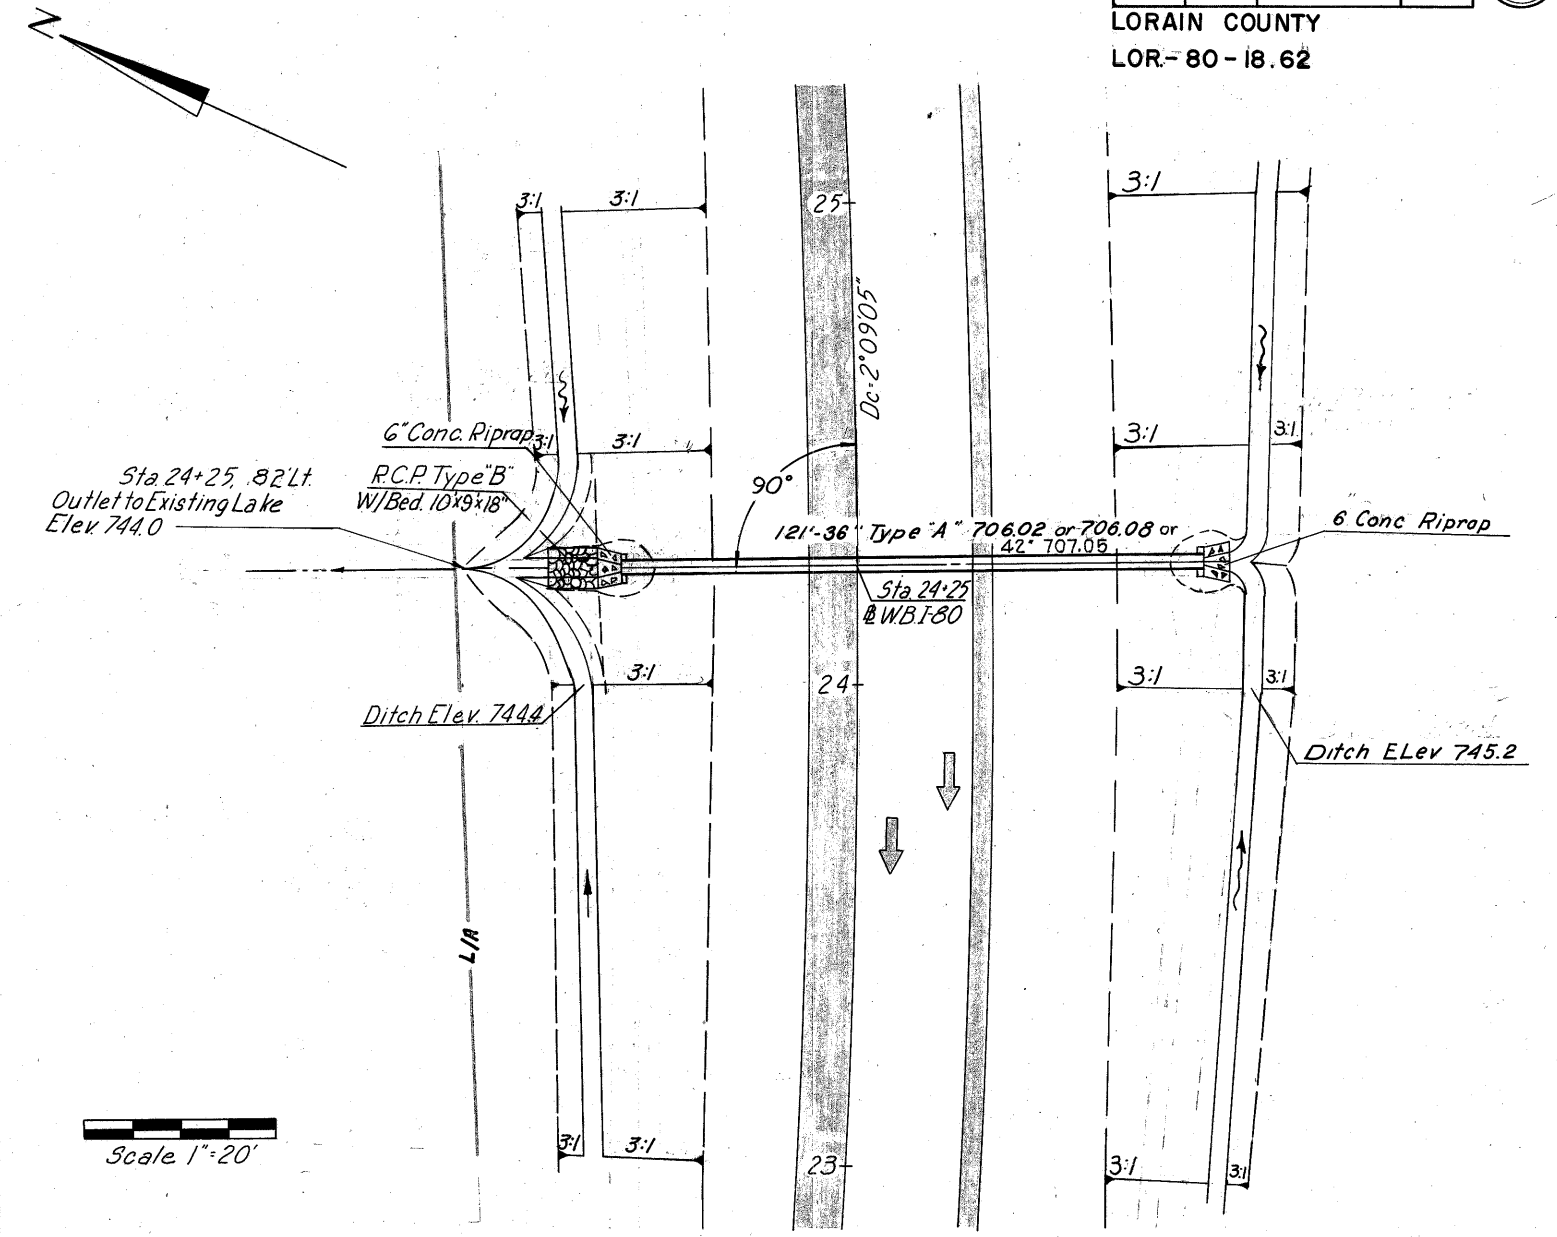 LORAIN COUNTY
LOR.-80-18.62
N
3:1
3:1
25
3:1
Dc=2°09'05"
6" Conc. Riprap
3:1
3:1
3:1
3:1
Sta. 24+25, 82' Lt.
Outlet to Existing Lake
Elev. 744.0
R.C.P. Type "B"
W/Bed. 10'x9'x18"
90°
121'-36" Type "A" 706.02 or 706.08 or
42" 707.05
6 Conc Riprap
Sta. 24+25
℄ W.B. I-80
3:1
24
3:1
3:1
Ditch Elev. 744.4
Ditch ELev 745.2
L/A
Scale 1"=20'
3:1
3:1
23
3:1
3:1